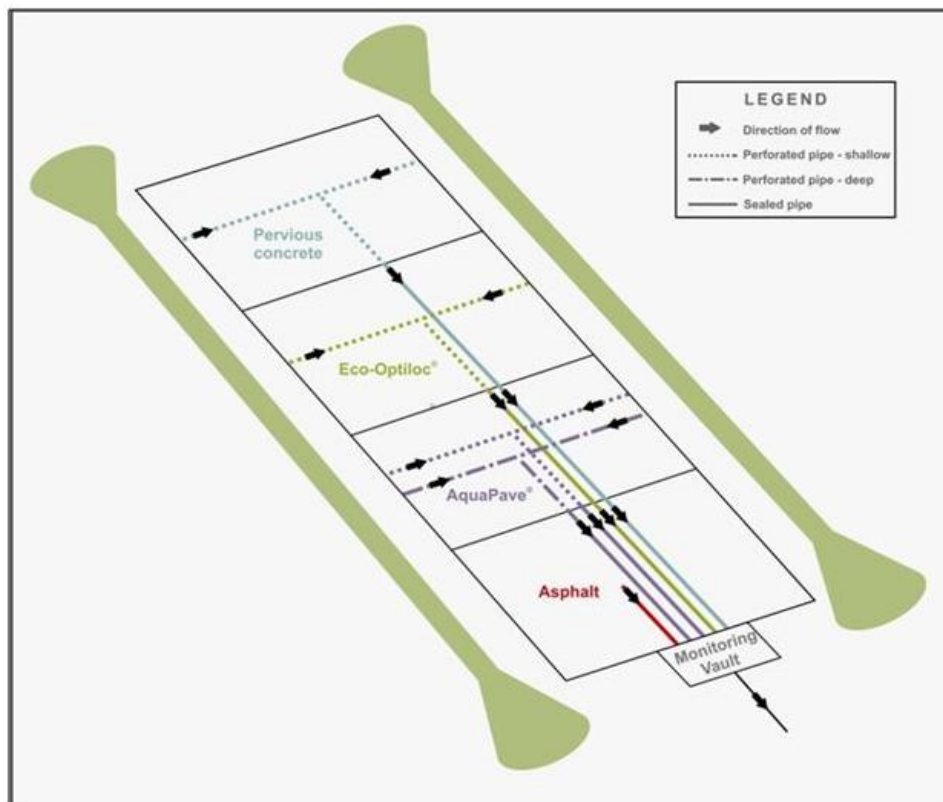 LEGEND
Direction of flow
Perforated pipe - shallow
Perforated pipe - deep
Sealed pipe
Pervious
concrete
Eco-Optiloc®
AquaPave®
Asphalt
Monitoring
Vault